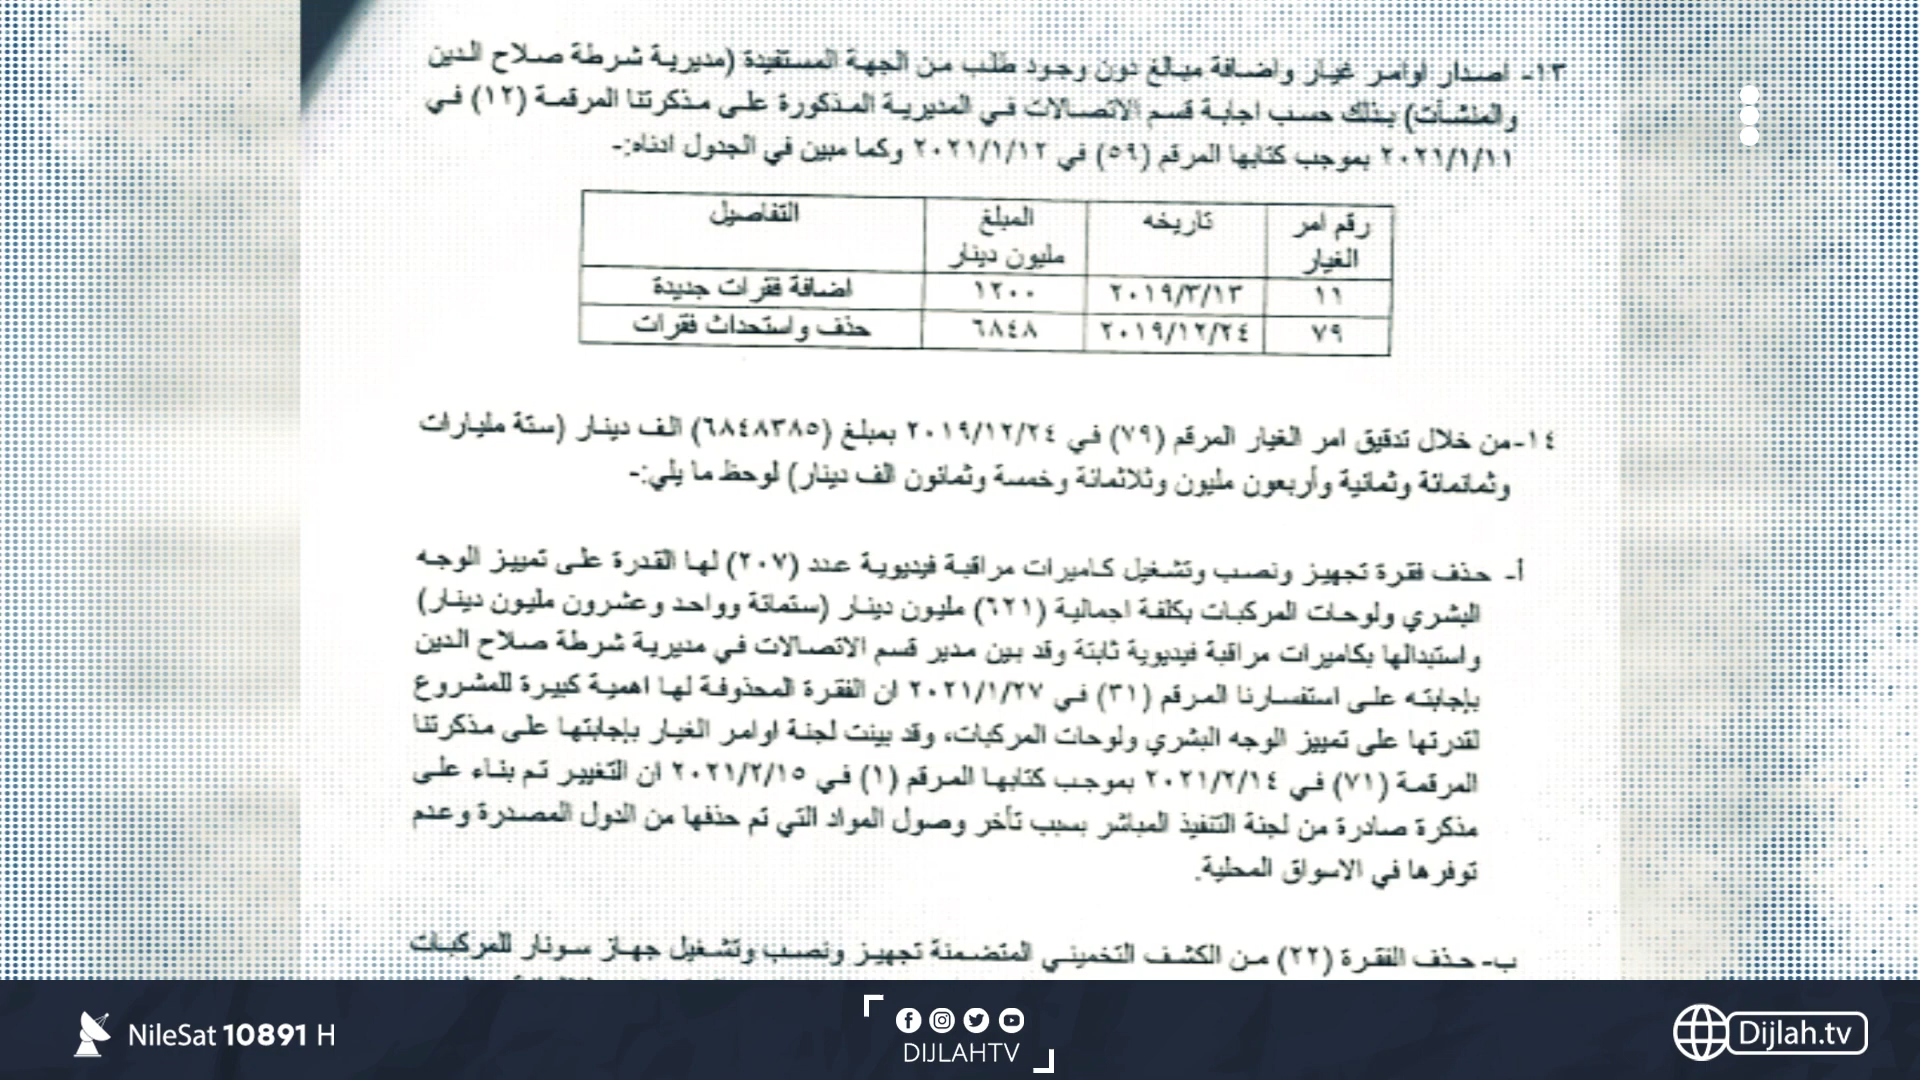 ١٣- اصدار اوامر غيار واضافة مبالغ دون وجود طلب من الجهة المستفيدة (مديرية شرطة صلاح الدين
والمنشأت) بذلك حسب اجابة قسم الاتصالات في المديرية المذكورة على مذكرتنا المرقمة (١٢) في
٢٠٢١/١/١١ بموجب كتابها المرقم (٥٩) في ٢٠٢١/١/١٢ وكما مبين في الجدول ادناه:-
رقم امر الغيار تاريخه المبلغ مليون دينار التفاصيل
١١ ٢٠١٩/٣/١٣ ١٢٠٠ اضافة فقرات جديدة
٧٩ ٢٠١٩/١٢/٢٤ ٦٨٤٨ حذف واستحداث فقرات
١٤-من خلال تدقيق امر الغيار المرقم (٧٩) في ٢٠١٩/١٢/٢٤ بمبلغ (٦٨٤٨٣٨٥) الف دينار (ستة مليارات
وثمانمائة وثمانية وأربعون مليون وثلاثمائة وخمسة وثمانون الف دينار) لوحظ ما يلي:-
أ- حذف فقرة تجهيز ونصب وتشغيل كاميرات مراقبة فيديوية عدد (٢٠٧) لها القدرة على تمييز الوجه
البشري ولوحات المركبات بكلفة اجمالية (٦٢١) مليون دينار (ستمائة وواحد وعشرون مليون دينار)
واستبدالها بكاميرات مراقبة فيديوية ثابتة وقد بين مدير قسم الاتصالات في مديرية شرطة صلاح الدين
بإجابته على استفسارنا المرقم (٣١) في ٢٠٢١/١/٢٧ ان الفقرة المحذوفة لها اهمية كبيرة للمشروع
لقدرتها على تمييز الوجه البشري ولوحات المركبات، وقد بينت لجنة اوامر الغيار بإجابتها على مذكرتنا
المرقمة (٧١) في ٢٠٢١/٢/١٤ بموجب كتابها المرقم (١) في ٢٠٢١/٢/١٥ ان التغيير تم بناء على
مذكرة صادرة من لجنة التنفيذ المباشر بسبب تأخر وصول المواد التي تم حذفها من الدول المصدرة وعدم
توفرها في الاسواق المحلية.
ب- حذف الفقرة (٢٢) من الكشف التخميني المتضمنة تجهيز ونصب وتشغيل جهاز سونار للمركبات
NileSat 10891 H
DIJLAHTV
Dijlah.tv